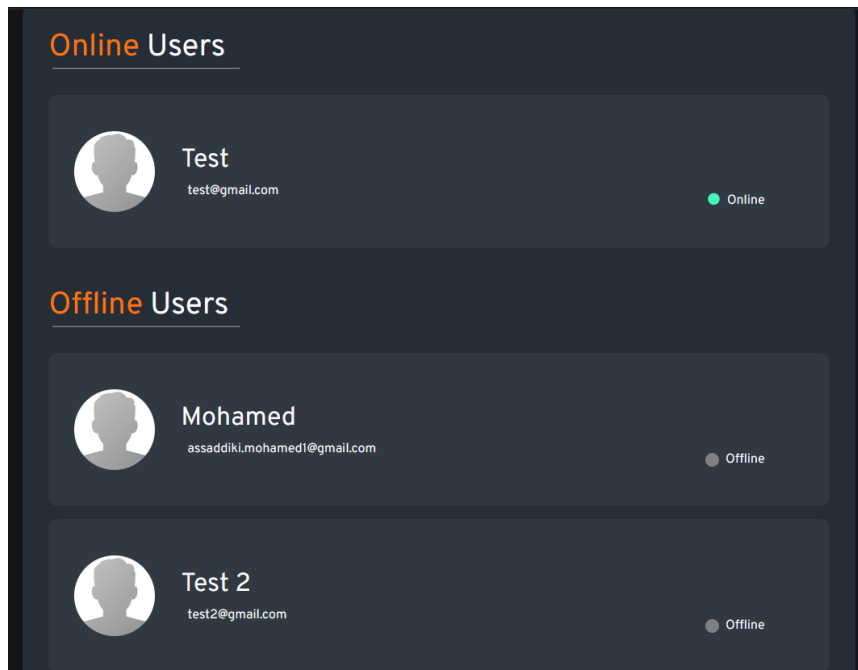 Online Users
Test
test@gmail.com
Online
Offline Users
Mohamed
assaddiki.mohamed1@gmail.com
Offline
Test 2
test2@gmail.com
Offline